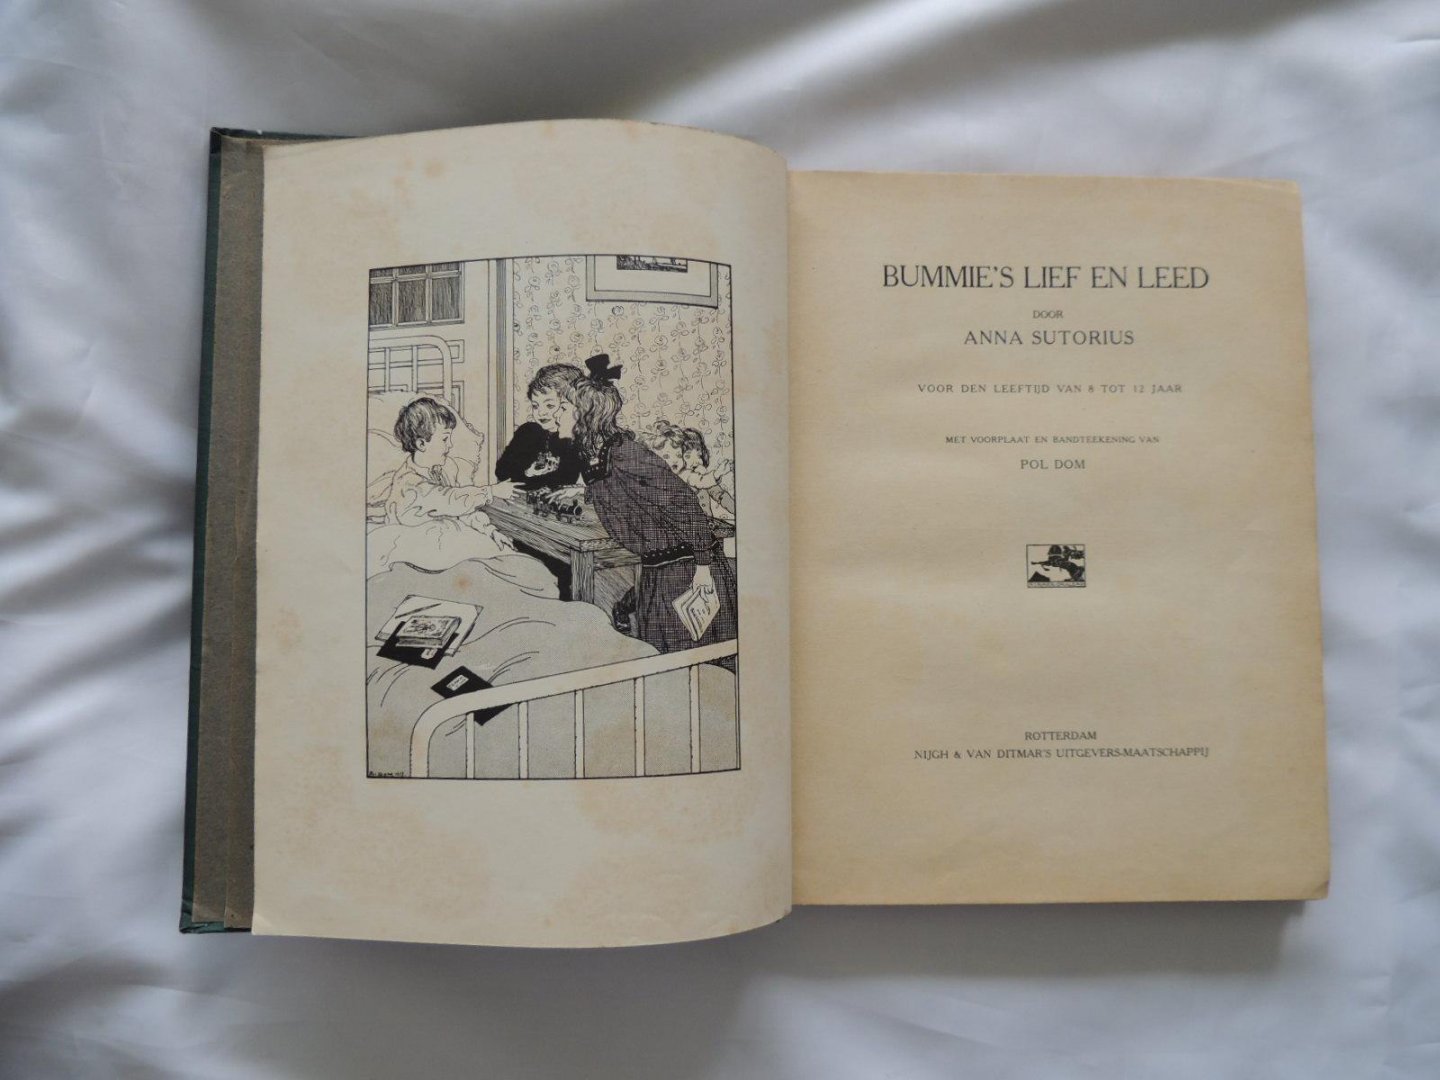 BUMMIE'S LIEF EN LEED
DOOR
ANNA SUTORIUS
VOOR DEN LEEFTIJD VAN 8 TOT 12 JAAR
MET VOORPLAAT EN BANDTEEKENING VAN
POL DOM
ROTTERDAM
NIJGH & VAN DITMAR'S UITGEVERS-MAATSCHAPPIJ